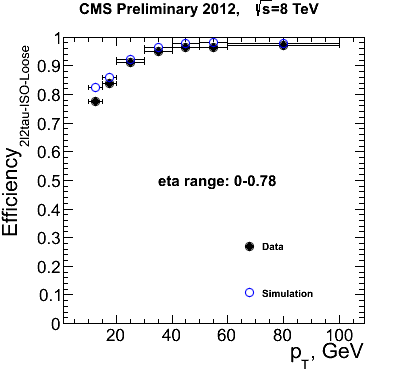 CMS Preliminary 2012, √s=8 TeV
Efficiency 2l2tau-ISO-Loose
1
0.9
0.8
0.7
0.6
0.5
0.4
0.3
0.2
0.1
0
eta range: 0-0.78
Data
Simulation
20 40 60 80 100
pT, GeV